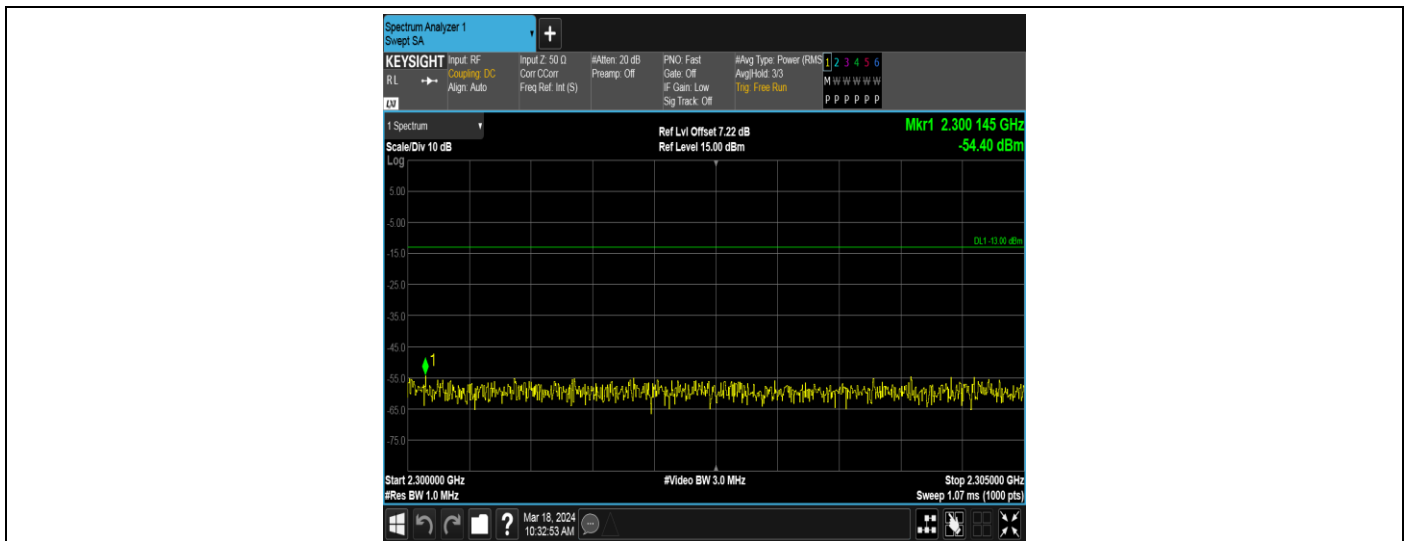 Spectrum Analyzer 1
Swept SA
+
KEYSIGHT Input: RF Input Z: 50 Ω #Atten: 20 dB PNO: Fast #Avg Type: Power (RMS 1 2 3 4 5 6
RL Coupling: DC Corr CCorr Preamp: Off Gate: Off Avg|Hold: 3/3 M W W W W W
Align: Auto Freq Ref: Int (S) IF Gain: Low Trig: Free Run
Sig Track: Off P P P P P P
LXI
1 Spectrum
Ref Lvl Offset 7.22 dB Mkr1 2.300 145 GHz
Scale/Div 10 dB Ref Level 15.00 dBm -54.40 dBm
Log
5.00
-5.00
DL1 -13.00 dBm
-15.0
-25.0
-35.0
-45.0
1
-55.0
-65.0
-75.0
Start 2.300000 GHz #Video BW 3.0 MHz Stop 2.305000 GHz
#Res BW 1.0 MHz Sweep 1.07 ms (1000 pts)
? Mar 18, 2024
10:32:53 AM